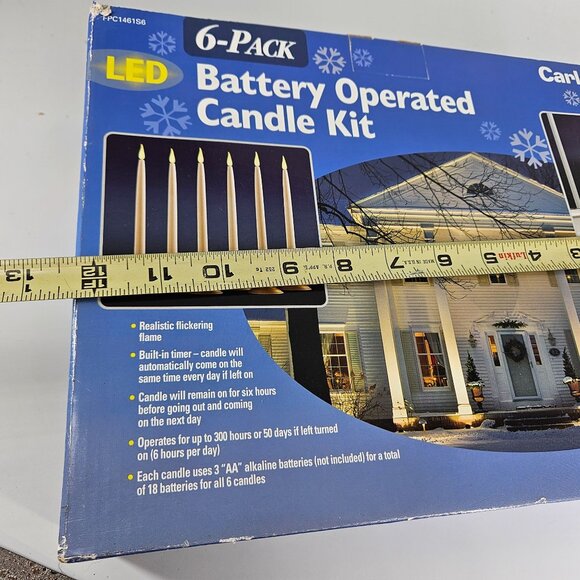 FPC1461S6
6-PACK
LED
Battery Operated
Candle Kit
Carl
13 1F 12 11 10 9 8 7 6 5 4 Lufkin 3
• Realistic flickering
flame
• Built-in timer – candle will
automatically come on the
same time every day if left on
• Candle will remain on for six hours
before going out and coming
on the next day
• Operates for up to 300 hours or 50 days if left turned
on (6 hours per day)
• Each candle uses 3 "AA" alkaline batteries (not included) for a total
of 18 batteries for all 6 candles